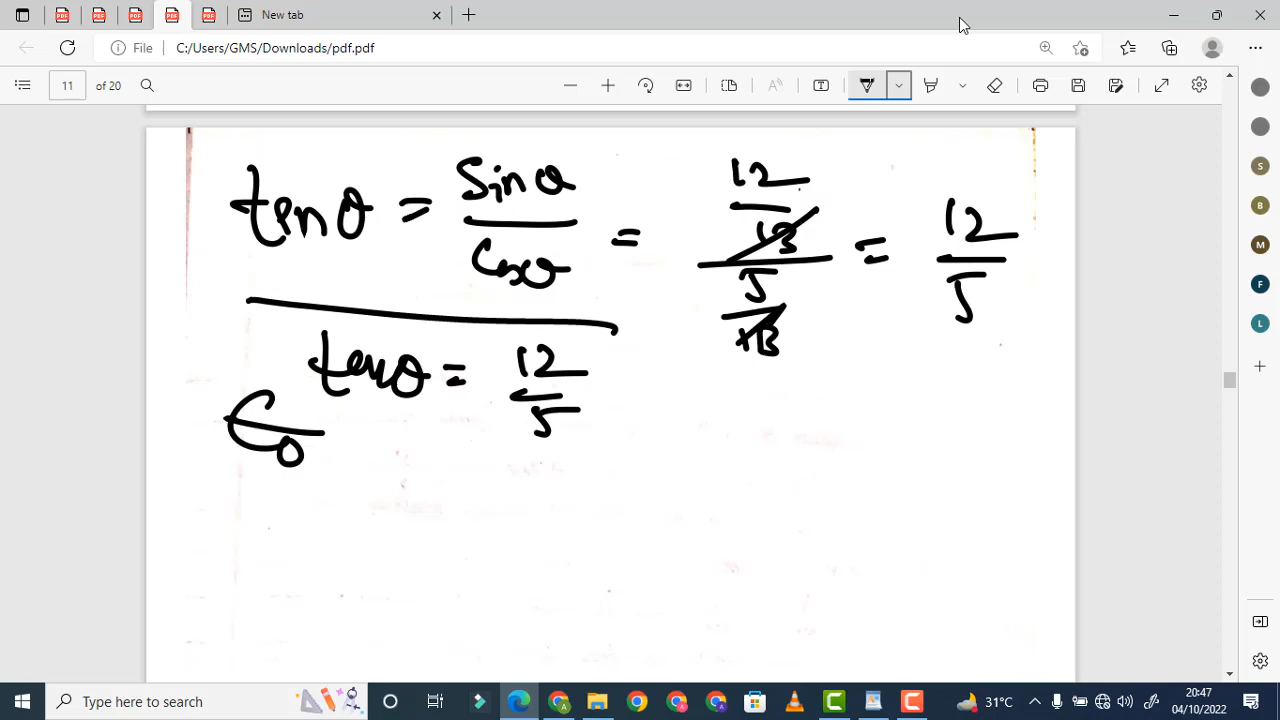 New tab
File C:/Users/GMS/Downloads/pdf.pdf
11 of 20
tanθ = sinθ/cosθ = (12/13)/(5/13) = 12/5
tanθ = 12/5
Co
S
B
M
F
L
Type here to search
31°C
20:47
04/10/2022